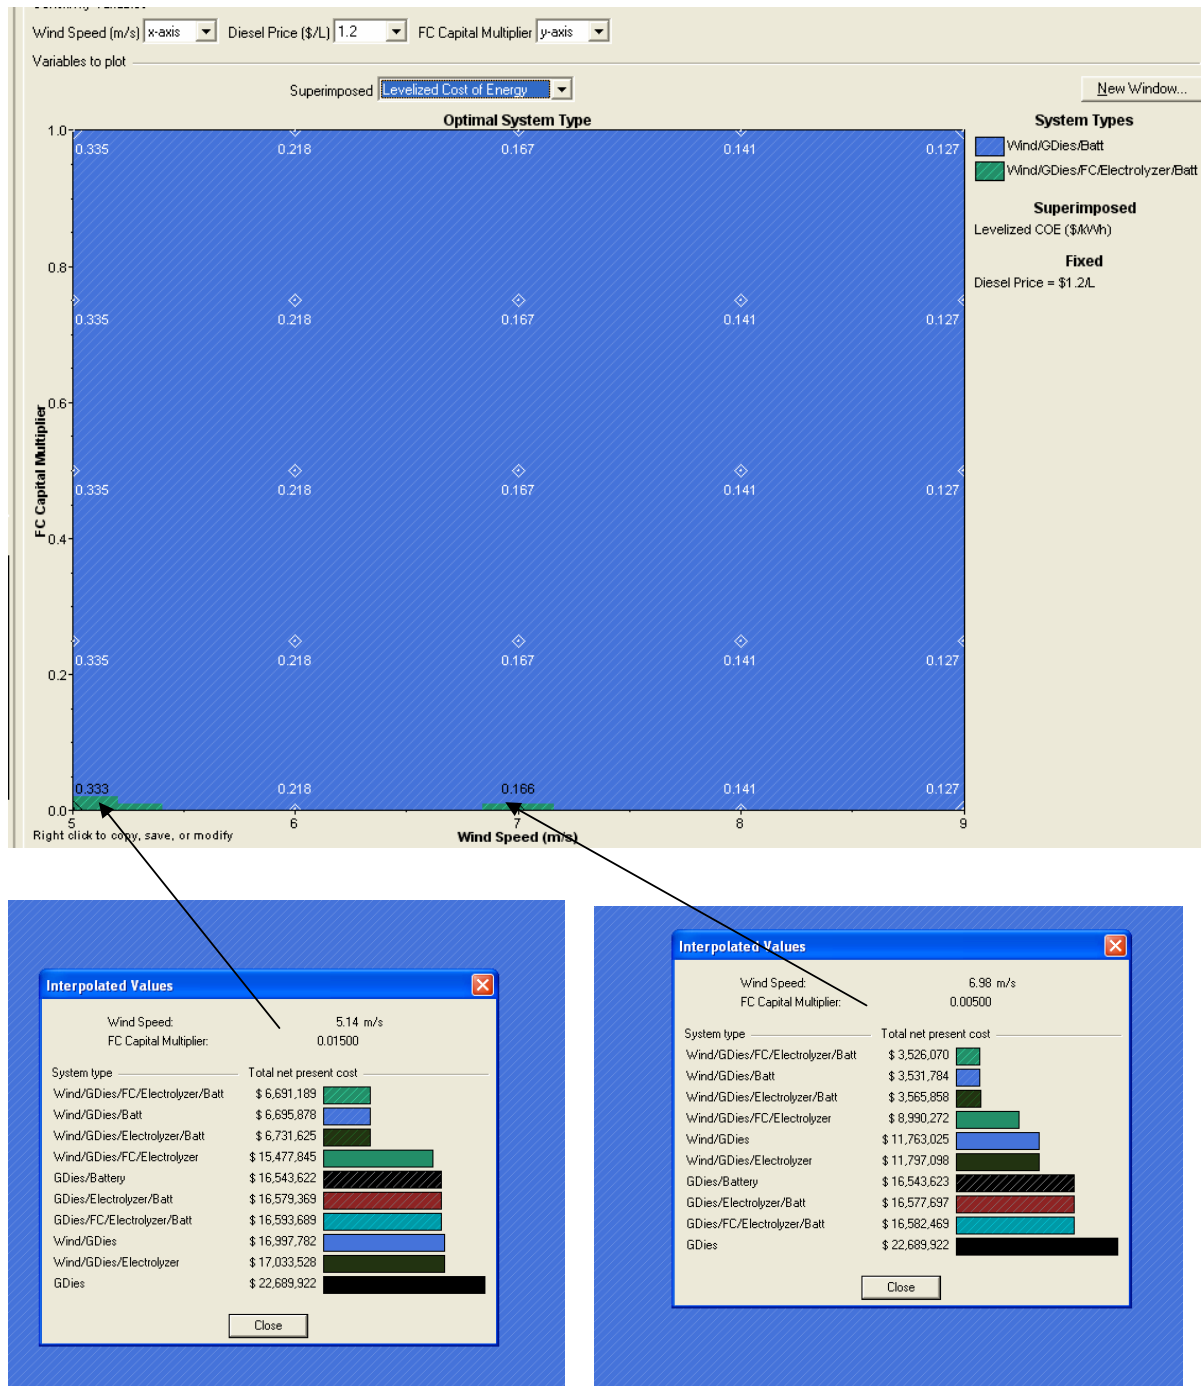 Wind Speed (m/s) x-axis Diesel Price ($/L) 1.2 FC Capital Multiplier y-axis
Variables to plot
Superimposed Levelized Cost of Energy New Window...
Optimal System Type
System Types
Wind/GDies/Batt
Wind/GDies/FC/Electrolyzer/Batt
Superimposed
Levelized COE ($/kWh)
Fixed
Diesel Price = $1.2/L
FC Capital Multiplier
1.0
0.335 0.218 0.167 0.141 0.127
0.8
0.335 0.218 0.167 0.141 0.127
0.6
0.335 0.218 0.167 0.141 0.127
0.4
0.335 0.218 0.167 0.141 0.127
0.2
0.333 0.218 0.166 0.141 0.127
0.0
5 6 7 8 9
Right click to copy, save, or modify
Wind Speed (m/s)
Interpolated Values
Wind Speed: 5.14 m/s
FC Capital Multiplier: 0.01500
System type Total net present cost
Wind/GDies/FC/Electrolyzer/Batt $ 6,691,189
Wind/GDies/Batt $ 6,695,878
Wind/GDies/Electrolyzer/Batt $ 6,731,625
Wind/GDies/FC/Electrolyzer $ 15,477,845
GDies/Battery $ 16,543,622
GDies/Electrolyzer/Batt $ 16,579,369
GDies/FC/Electrolyzer/Batt $ 16,593,689
Wind/GDies $ 16,997,782
Wind/GDies/Electrolyzer $ 17,033,528
GDies $ 22,689,922
Close
Interpolated Values
Wind Speed: 6.98 m/s
FC Capital Multiplier: 0.00500
System type Total net present cost
Wind/GDies/FC/Electrolyzer/Batt $ 3,526,070
Wind/GDies/Batt $ 3,531,784
Wind/GDies/Electrolyzer/Batt $ 3,565,858
Wind/GDies/FC/Electrolyzer $ 8,990,272
Wind/GDies $ 11,763,025
Wind/GDies/Electrolyzer $ 11,797,098
GDies/Battery $ 16,543,623
GDies/Electrolyzer/Batt $ 16,577,697
GDies/FC/Electrolyzer/Batt $ 16,582,469
GDies $ 22,689,922
Close